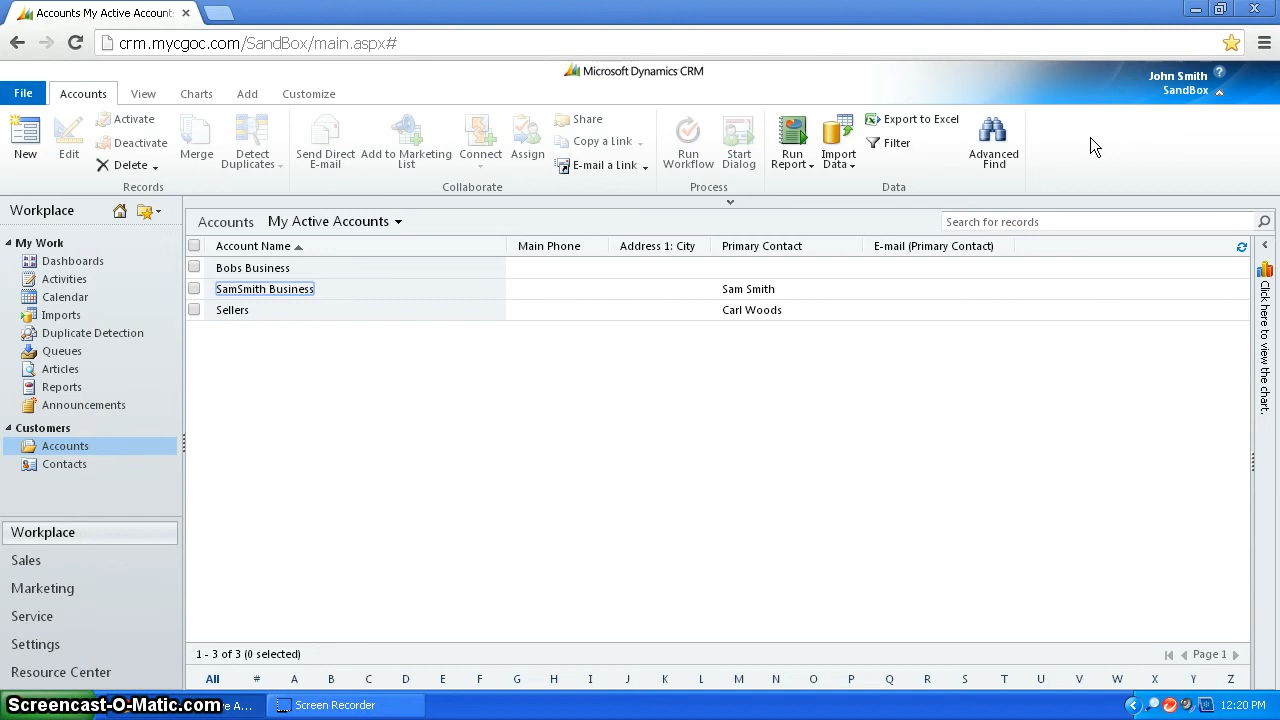 Accounts My Active Account
crm.mycgoc.com/SandBox/main.aspx#
Microsoft Dynamics CRM
John Smith
SandBox
File Accounts View Charts Add Customize
New
Edit
Activate
Deactivate
Delete
Merge
Detect Duplicates
Records
Send Direct Email
Add to Marketing List
Connect
Assign
Share
Copy a Link
E-mail a Link
Collaborate
Run Workflow
Start Dialog
Process
Run Report
Import Data
Export to Excel
Filter
Advanced Find
Data
Workplace
My Work
Dashboards
Activities
Calendar
Imports
Duplicate Detection
Queues
Articles
Reports
Announcements
Customers
Accounts
Contacts
Workplace
Sales
Marketing
Service
Settings
Resource Center
Accounts My Active Accounts
Search for records
Account Name Main Phone Address 1: City Primary Contact E-mail (Primary Contact)
Bobs Business
SamSmith Business Sam Smith
Sellers Carl Woods
Click here to view the chart.
1 - 3 of 3 (0 selected)
Page 1
All # A B C D E F G H I J K L M N O P Q R S T U V W X Y Z
Screencast-O-Matic.com
ve A...
Screen Recorder
12:20 PM